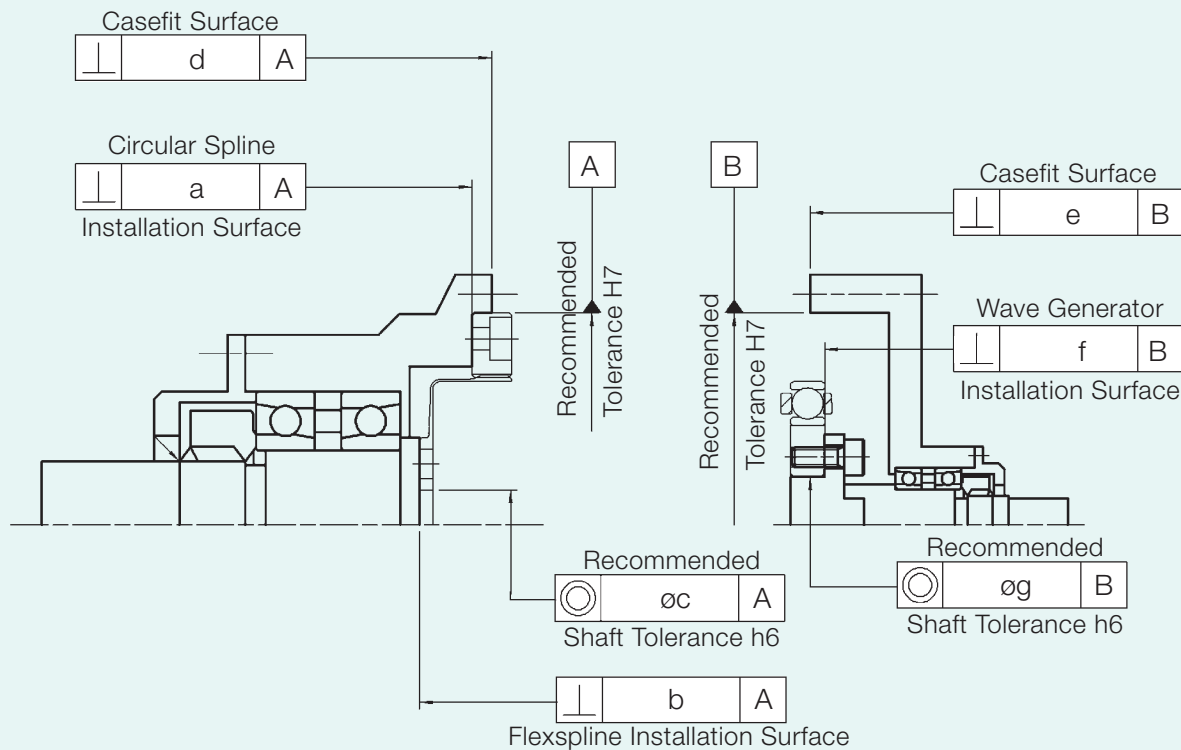 Casefit Surface
⊥ d A
Circular Spline
⊥ a A
Installation Surface
A
B
Recommended
Tolerance H7
Recommended
Tolerance H7
Casefit Surface
⊥ e B
Wave Generator
⊥ f B
Installation Surface
Recommended
◎ øc A
Shaft Tolerance h6
Recommended
◎ øg B
Shaft Tolerance h6
⊥ b A
Flexspline Installation Surface